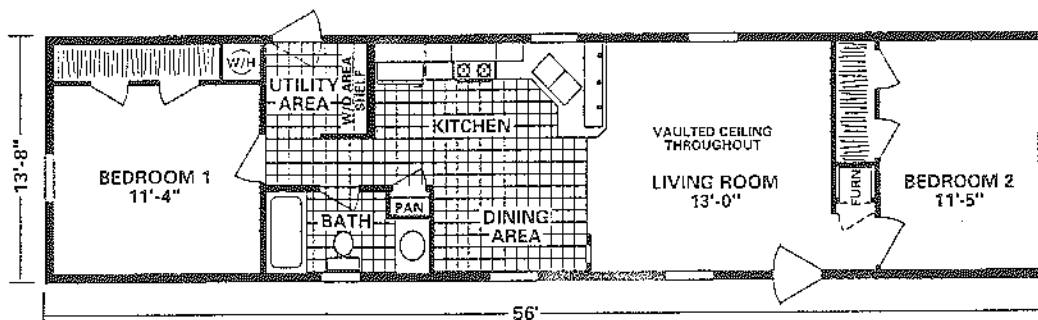 W/H
UTILITY
AREA
W/D AREA
SHELF
KITCHEN
VAULTED CEILING
THROUGHOUT
13'-8"
BEDROOM 1
11'-4"
LIVING ROOM
13'-0"
FURN
BEDROOM 2
11'-5"
PAN
BATH
DINING
AREA
56'